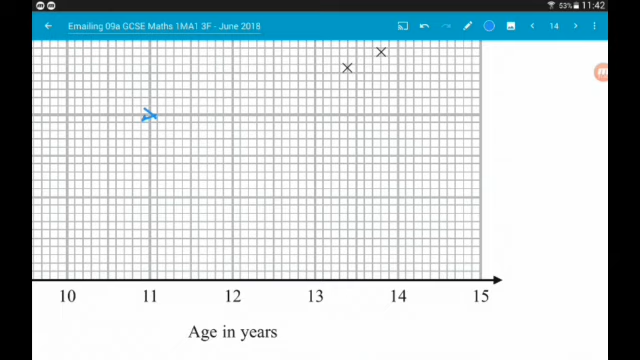 53% 11:42
Emailing 09a GCSE Maths 1MA1 3F - June 2018
14
10 11 12 13 14 15
Age in years